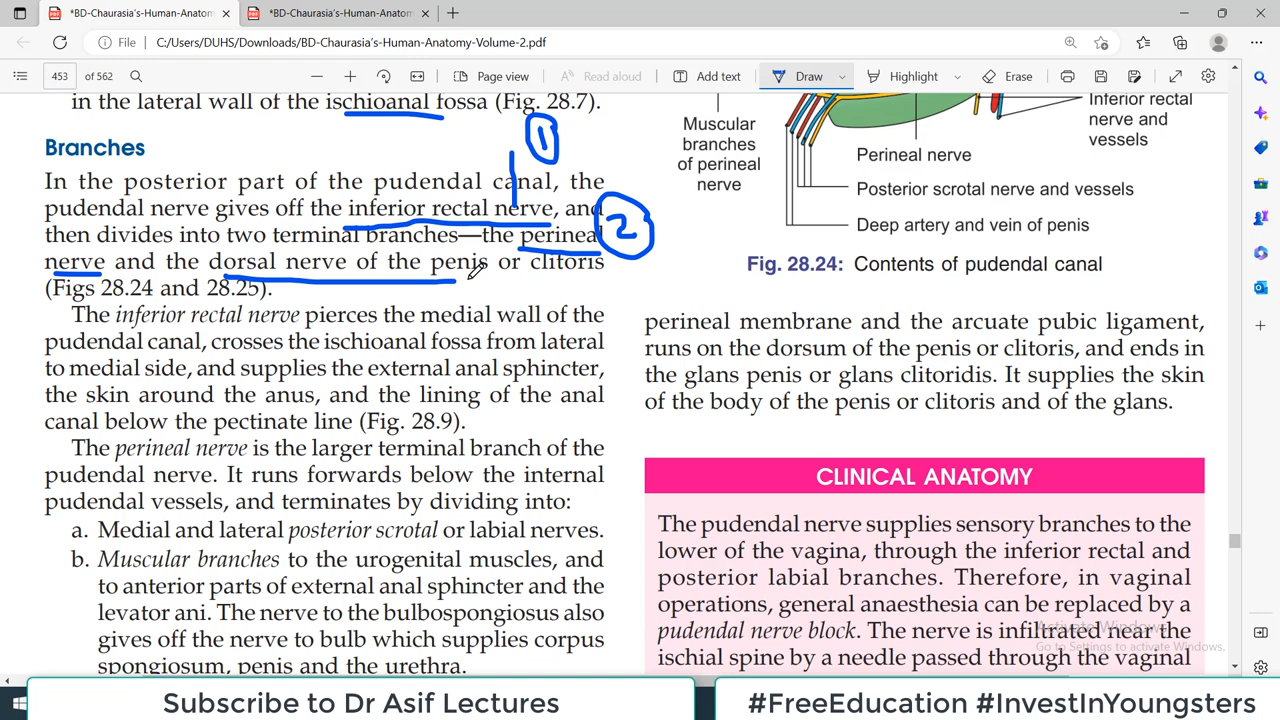 *BD-Chaurasia's-Human-Anatomy-
*BD-Chaurasia's-Human-Anatom
File
C:/Users/DUHS/Downloads/BD-Chaurasia's-Human-Anatomy-Volume-2.pdf
453 of 562
Page view
Read aloud
Add text
Draw
Highlight
Erase
in the lateral wall of the ischioanal fossa (Fig. 28.7).
1
Branches
In the posterior part of the pudendal canal, the
pudendal nerve gives off the inferior rectal nerve, and
then divides into two terminal branches—the perineal
2
nerve and the dorsal nerve of the penis or clitoris
(Figs 28.24 and 28.25).
The inferior rectal nerve pierces the medial wall of the
pudendal canal, crosses the ischioanal fossa from lateral
to medial side, and supplies the external anal sphincter,
the skin around the anus, and the lining of the anal
canal below the pectinate line (Fig. 28.9).
The perineal nerve is the larger terminal branch of the
pudendal nerve. It runs forwards below the internal
pudendal vessels, and terminates by dividing into:
a. Medial and lateral posterior scrotal or labial nerves.
b. Muscular branches to the urogenital muscles, and
to anterior parts of external anal sphincter and the
levator ani. The nerve to the bulbospongiosus also
gives off the nerve to bulb which supplies corpus
spongiosum, penis and the urethra.
Muscular
branches
of perineal
nerve
Inferior rectal
nerve and
vessels
Perineal nerve
Posterior scrotal nerve and vessels
Deep artery and vein of penis
Fig. 28.24: Contents of pudendal canal
perineal membrane and the arcuate pubic ligament,
runs on the dorsum of the penis or clitoris, and ends in
the glans penis or glans clitoridis. It supplies the skin
of the body of the penis or clitoris and of the glans.
CLINICAL ANATOMY
The pudendal nerve supplies sensory branches to the
lower of the vagina, through the inferior rectal and
posterior labial branches. Therefore, in vaginal
operations, general anaesthesia can be replaced by a
pudendal nerve block. The nerve is infiltrated near the
ischial spine by a needle passed through the vaginal
Activate Windows
Go to Settings to activate Windows.
Subscribe to Dr Asif Lectures
#FreeEducation #InvestInYoungsters